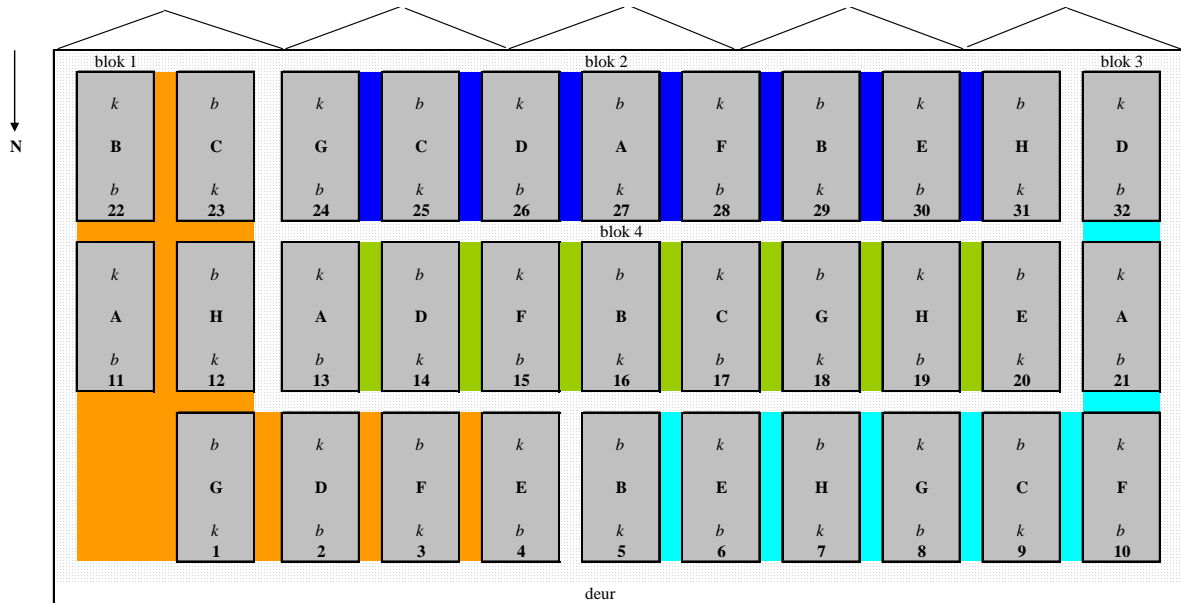 blok 1 blok 2 blok 3
k b k b k b k b k b k
N B C G C D A F B E H D
b k b k b k b k b k b
22 23 24 25 26 27 28 29 30 31 32
blok 4
k b k b k b k b k b k
A H A D F B C G H E A
b k b k b k b k b k b
11 12 13 14 15 16 17 18 19 20 21
b k b k b k b k b k
G D F E B E H G C F
k b k b k b k b k b
1 2 3 4 5 6 7 8 9 10
deur